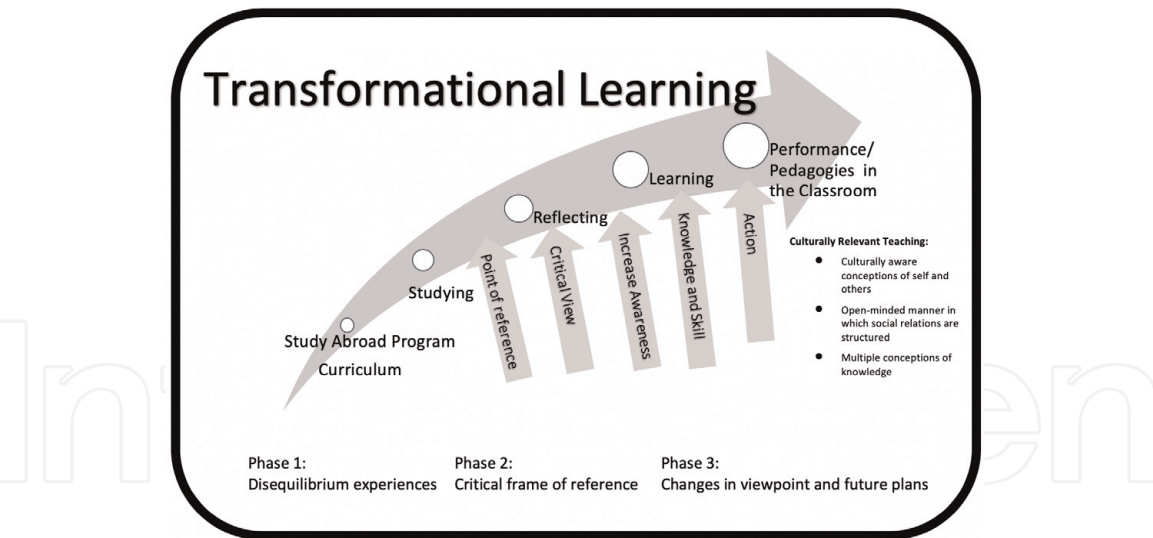 Transformational Learning
Performance/
Pedagogies in
the Classroom
Learning
Reflecting
Studying
Study Abroad Program
Curriculum
Point of reference
Critical View
Increase Awareness
Knowledge and Skill
Action
Culturally Relevant Teaching:
● Culturally aware
conceptions of self and
others
● Open-minded manner in
which social relations are
structured
● Multiple conceptions of
knowledge
Phase 1:
Disequilibrium experiences
Phase 2:
Critical frame of reference
Phase 3:
Changes in viewpoint and future plans